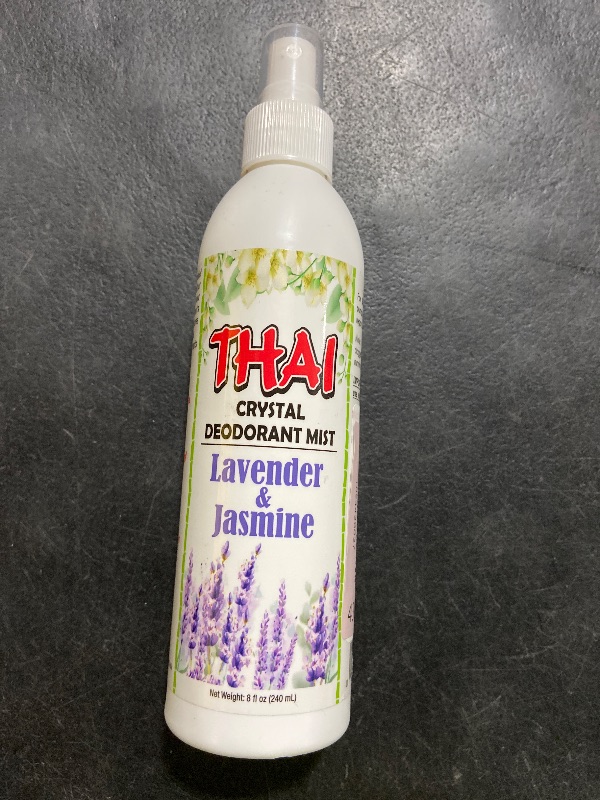 THAI
CRYSTAL
DEODORANT MIST
Lavender
&
Jasmine
Net Weight: 8 fl oz (240 mL)